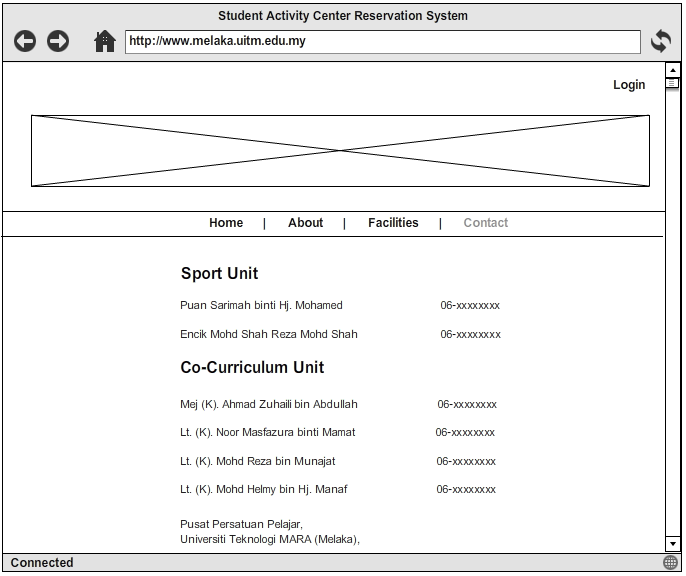 Student Activity Center Reservation System
http://www.melaka.uitm.edu.my
Login
Home | About | Facilities | Contact
Sport Unit
Puan Sarimah binti Hj. Mohamed 06-xxxxxxxx
Encik Mohd Shah Reza Mohd Shah 06-xxxxxxxx
Co-Curriculum Unit
Mej (K). Ahmad Zuhaili bin Abdullah 06-xxxxxxxx
Lt. (K). Noor Masfazura binti Mamat 06-xxxxxxxx
Lt. (K). Mohd Reza bin Munajat 06-xxxxxxxx
Lt. (K). Mohd Helmy bin Hj. Manaf 06-xxxxxxxx
Pusat Persatuan Pelajar,
Universiti Teknologi MARA (Melaka),
Connected